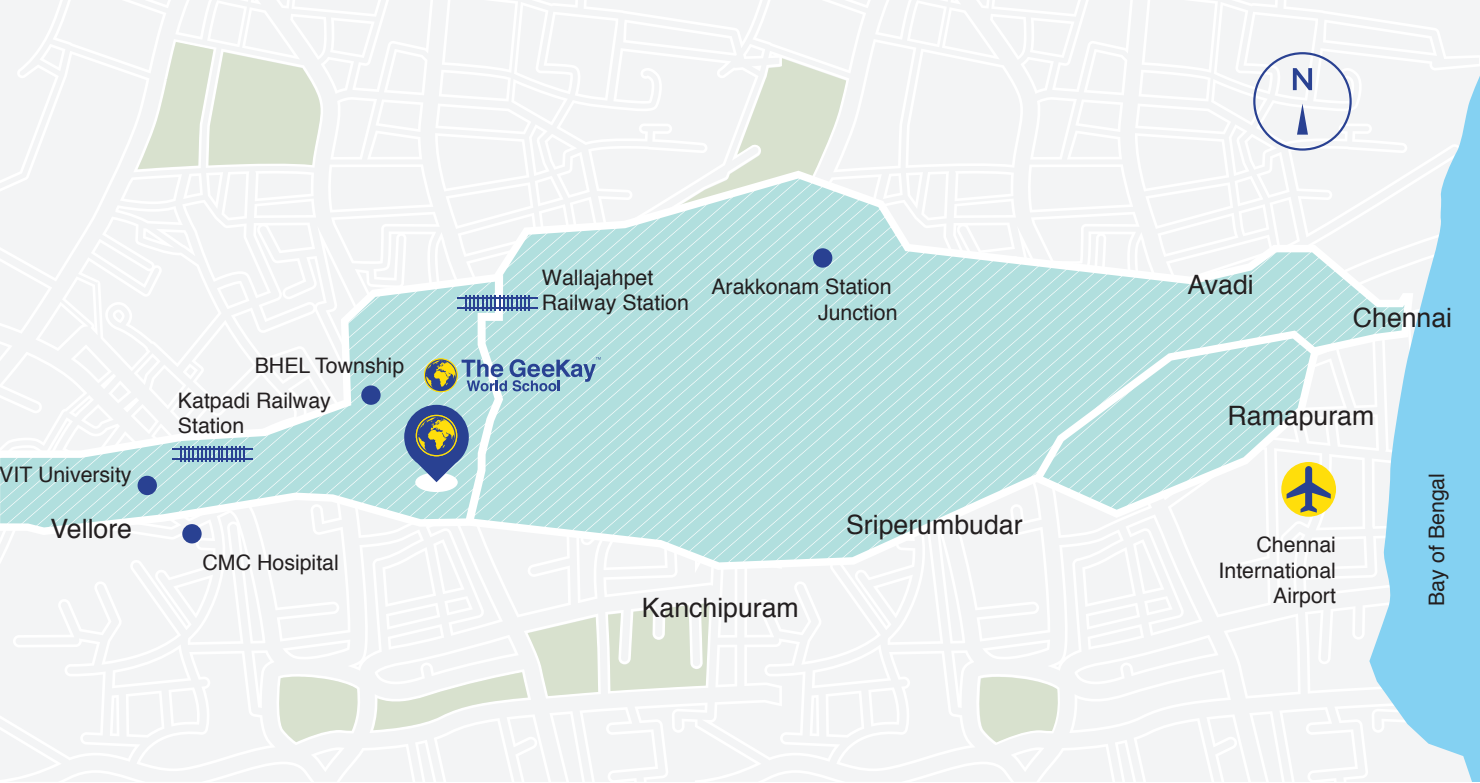 N
Wallajahpet
Railway Station
Arakkonam Station
Junction
Avadi
Chennai
BHEL Township
The GeeKay™
World School
Katpadi Railway
Station
Ramapuram
VIT University
Vellore
CMC Hosipital
Sriperumbudar
Chennai
International
Airport
Bay of Bengal
Kanchipuram